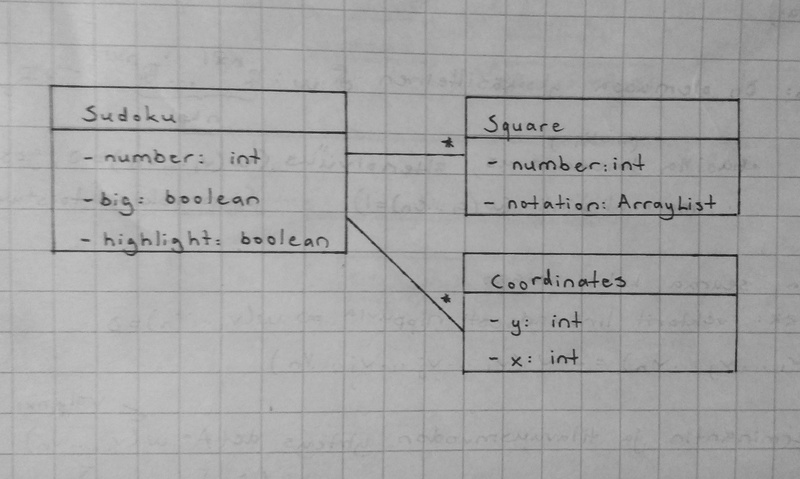 Sudoku
- number: int
- big: boolean
- highlight: boolean
*
Square
- number: int
- notation: ArrayList
*
Coordinates
- y: int
- x: int